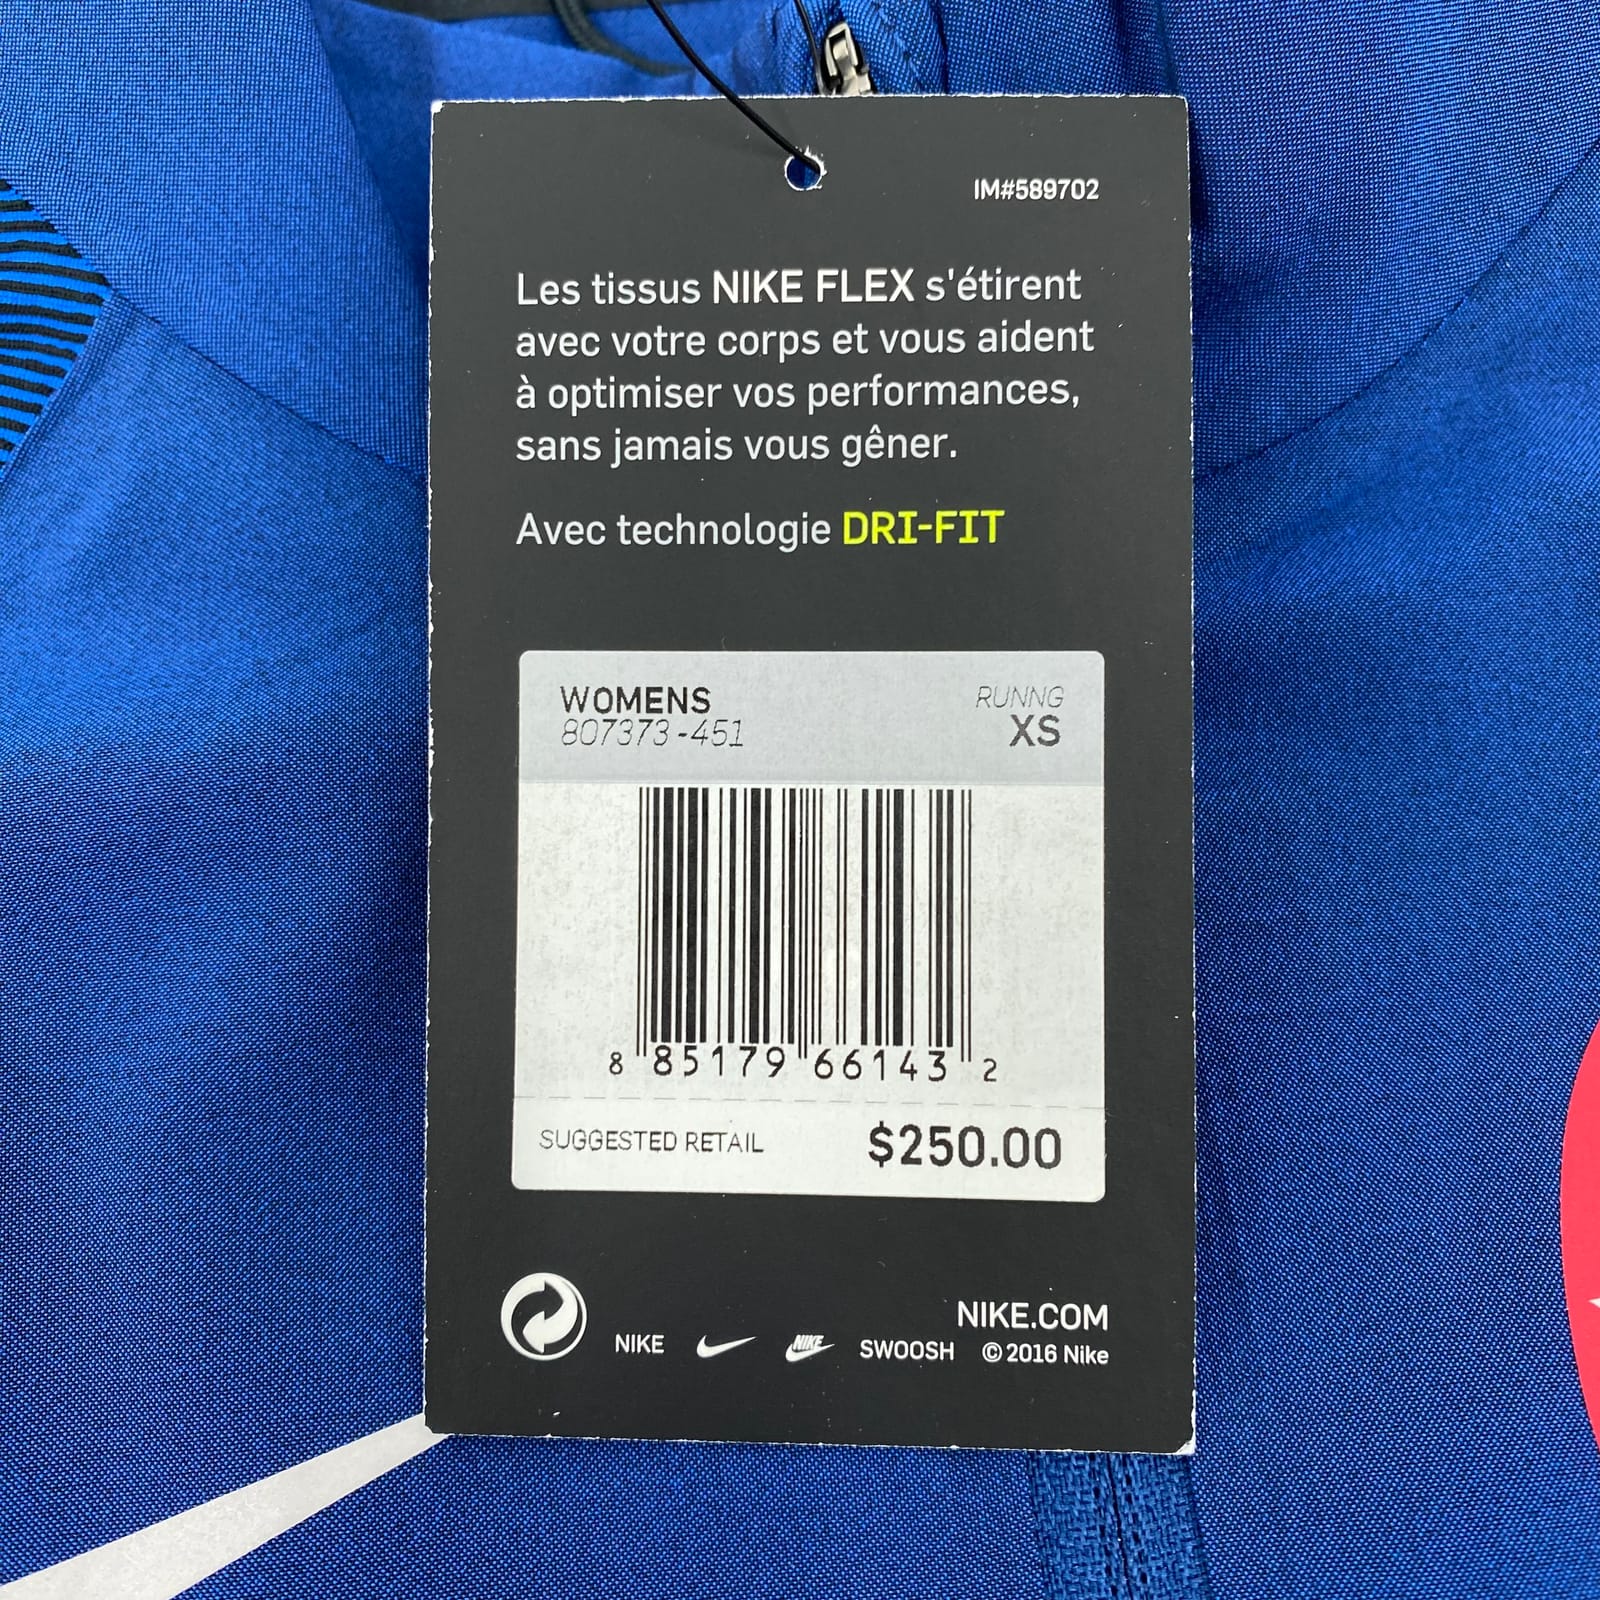 IM#589702
Les tissus NIKE FLEX s'étirent
avec votre corps et vous aident
à optimiser vos performances,
sans jamais vous gêner.
Avec technologie DRI-FIT
WOMENS RUNNG
807373-451 XS
8 85179 66143 2
SUGGESTED RETAIL $250.00
NIKE.COM
NIKE NIKE SWOOSH © 2016 Nike